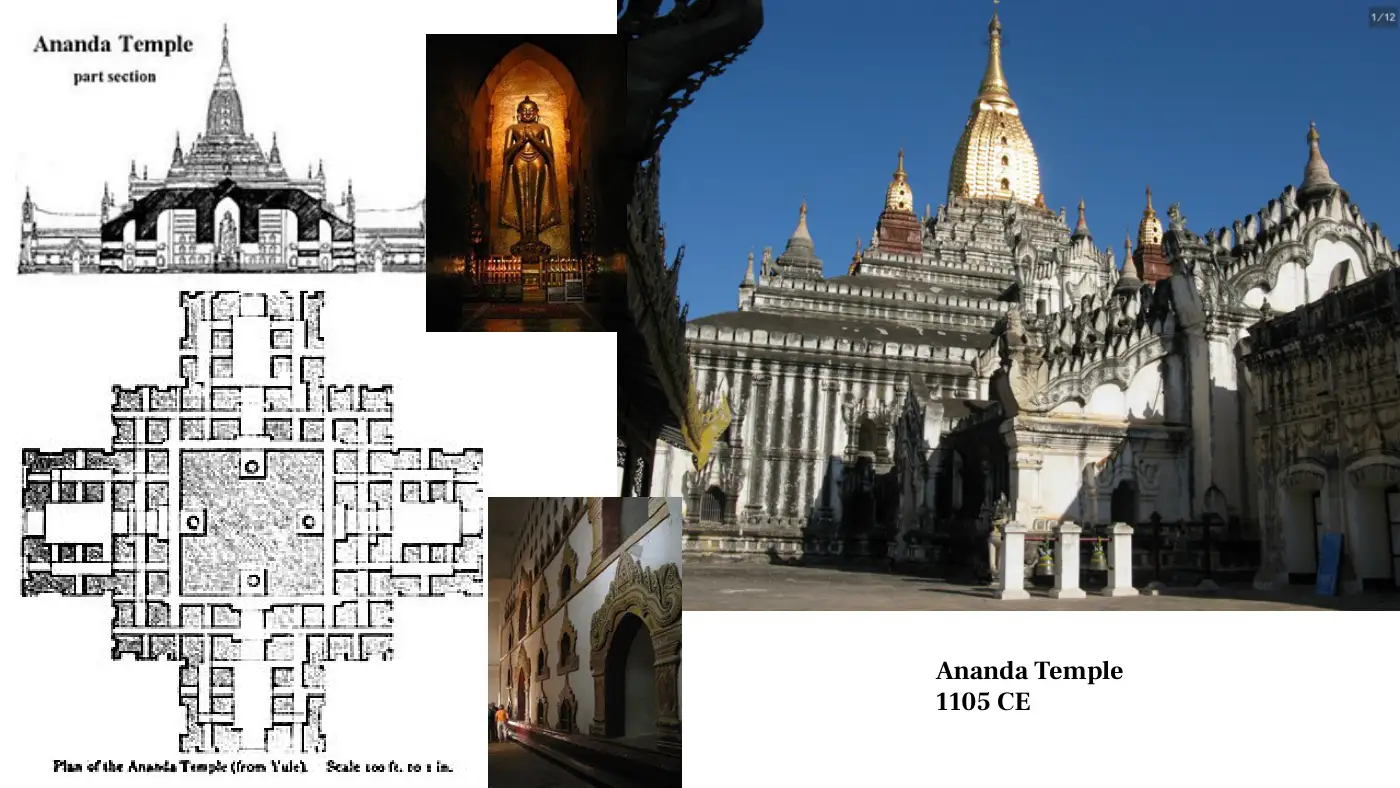 Ananda Temple
part section
1/12
Plan of the Ananda Temple (from Yule). Scale 100 ft. to 1 in.
Ananda Temple
1105 CE